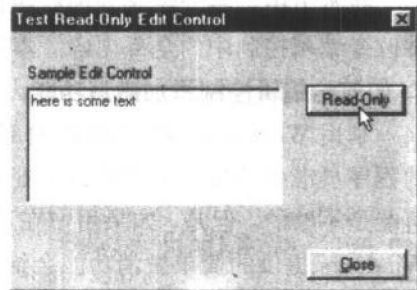 Test Read-Only Edit Control
Sample Edit Control
here is some text
Read-Only
Close